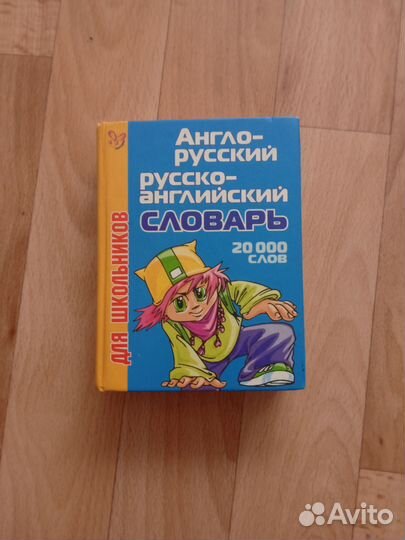 Англо-
русский
русско-
английский
СЛОВАРЬ
20 000
СЛОВ
ДЛЯ ШКОЛЬНИКОВ
Avito